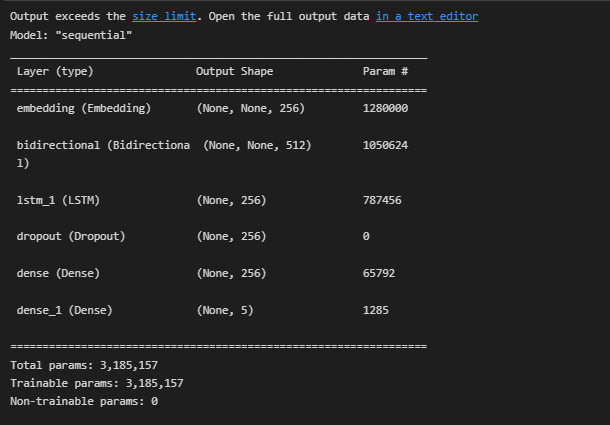 Output exceeds the size limit. Open the full output data in a text editor
Model: "sequential"
_________________________________________________________________
Layer (type) Output Shape Param #
=================================================================
embedding (Embedding) (None, None, 256) 1280000
bidirectional (Bidirectiona (None, None, 512) 1050624
l)
lstm_1 (LSTM) (None, 256) 787456
dropout (Dropout) (None, 256) 0
dense (Dense) (None, 256) 65792
dense_1 (Dense) (None, 5) 1285
=================================================================
Total params: 3,185,157
Trainable params: 3,185,157
Non-trainable params: 0